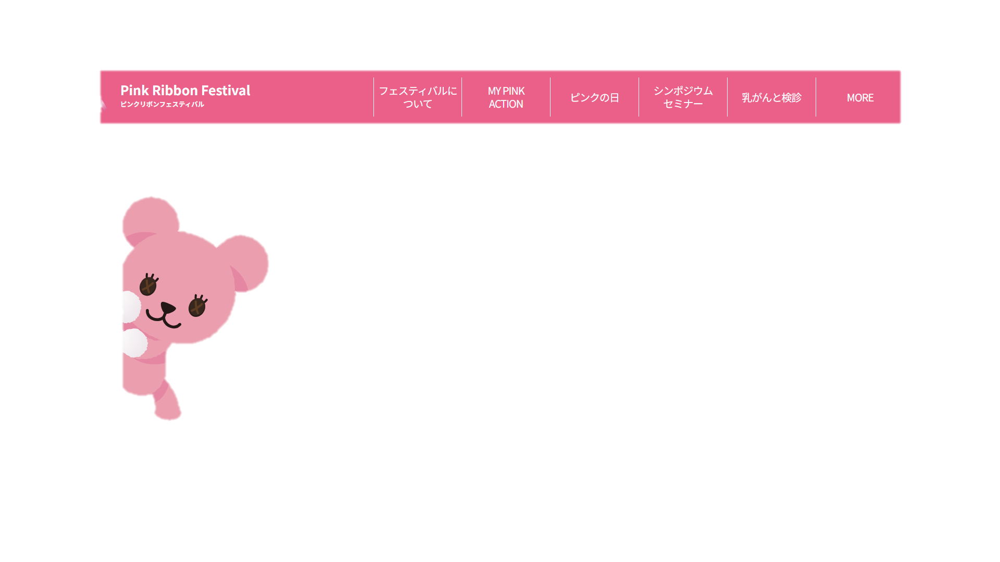 Pink Ribbon Festival
ピンクリボンフェスティバル
フェスティバルに
ついて
MY PINK
ACTION
ピンクの日
シンポジウム
セミナー
乳がんと検診
MORE